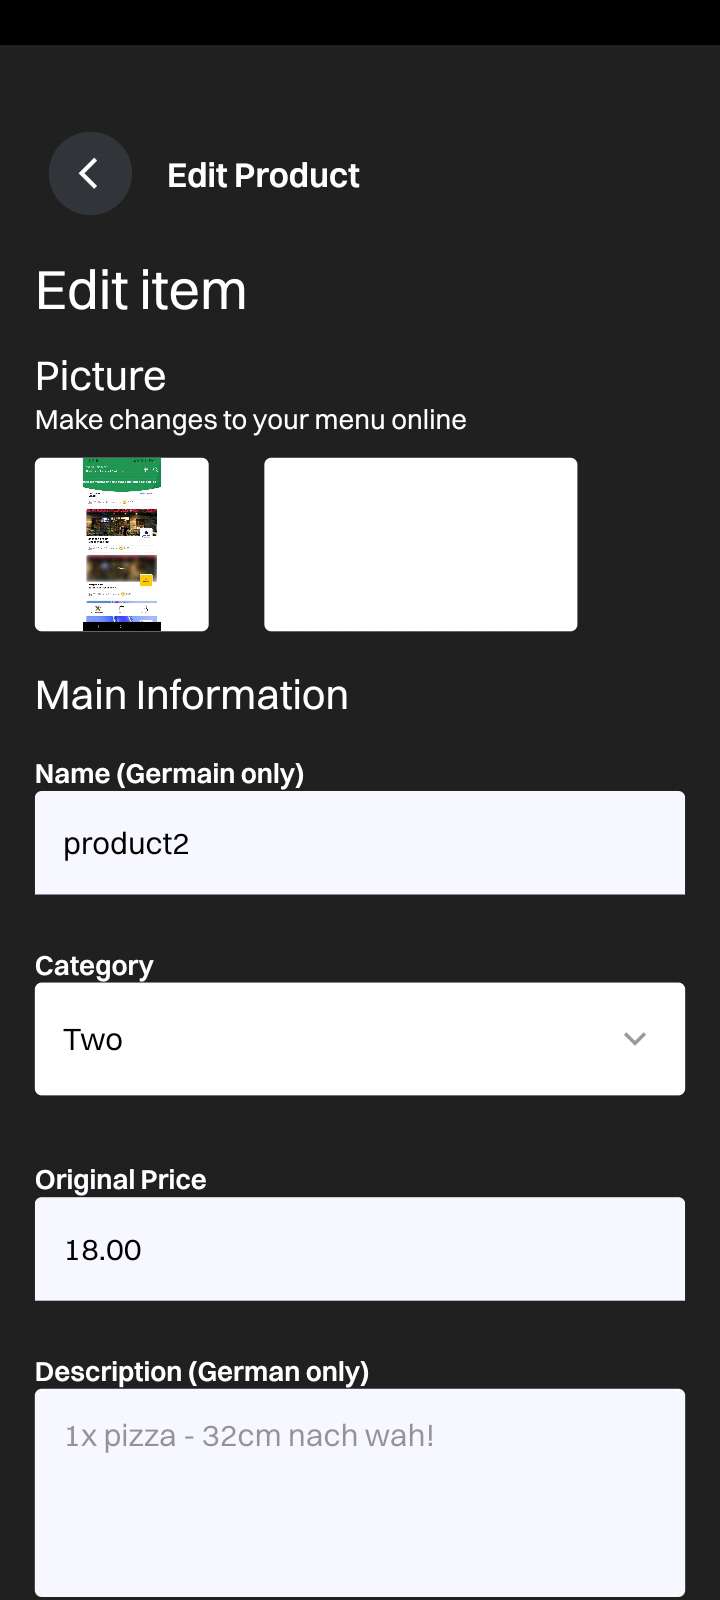 Edit Product
Edit item
Picture
Make changes to your menu online
Main Information
Name (Germain only)
product2
Category
Two
Original Price
18.00
Description (German only)
1x pizza - 32cm nach wah!